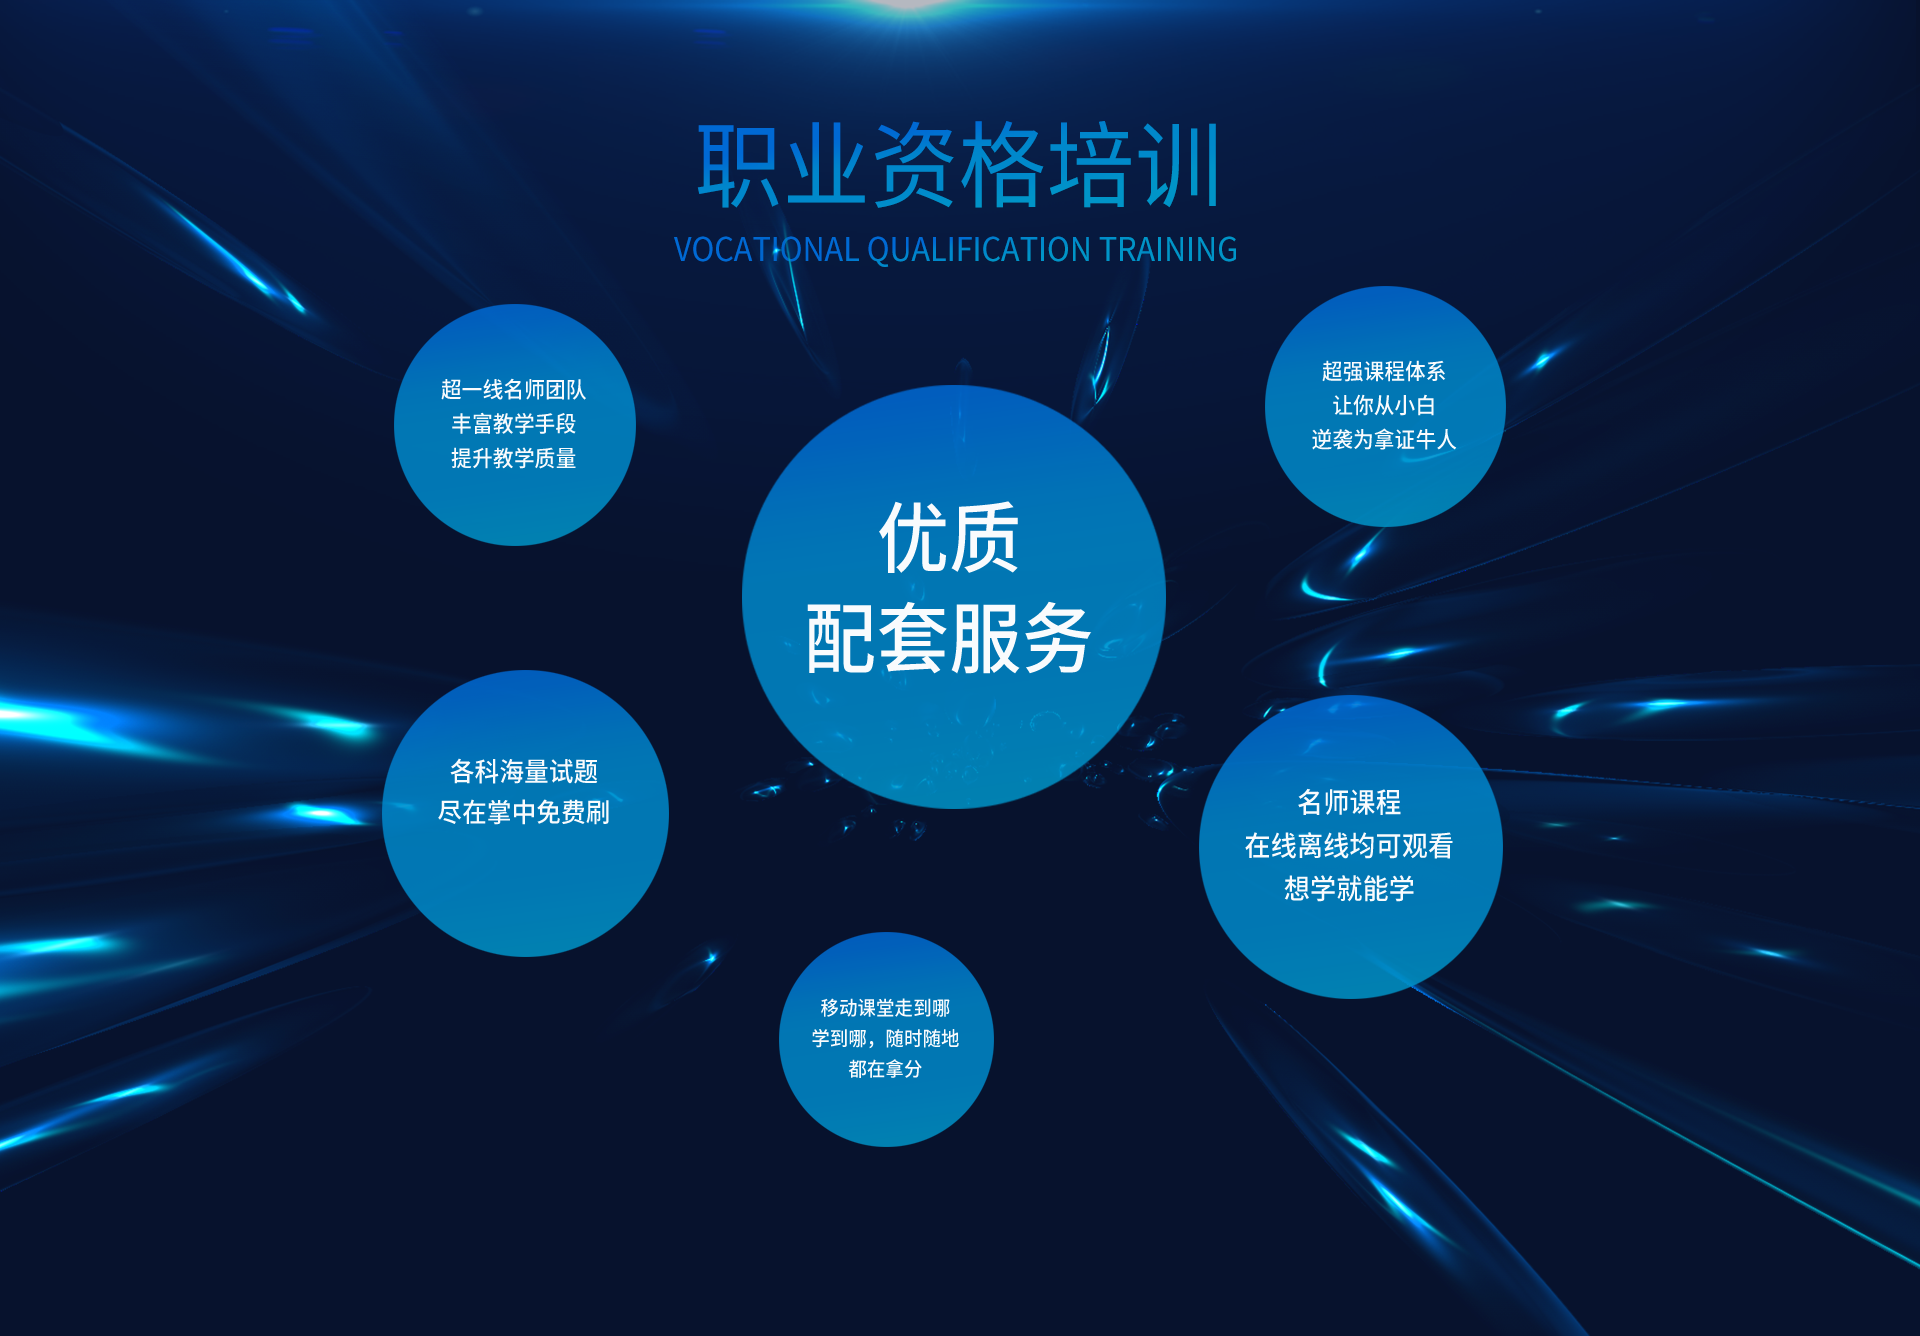 职业资格培训
VOCATIONAL QUALIFICATION TRAINING
超一线名师团队
丰富教学手段
提升教学质量
超强课程体系
让你从小白
逆袭为拿证牛人
优质
配套服务
各科海量试题
尽在掌中免费刷
名师课程
在线离线均可观看
想学就能学
移动课堂走到哪
学到哪，随时随地
都在拿分